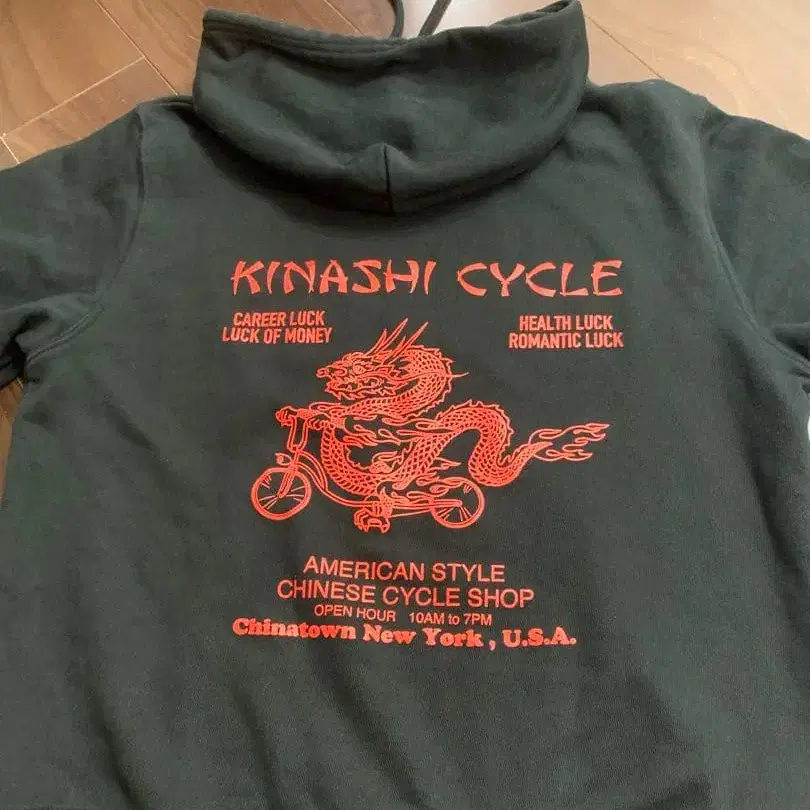 KINASHI CYCLE
CAREER LUCK
LUCK OF MONEY
HEALTH LUCK
ROMANTIC LUCK
AMERICAN STYLE
CHINESE CYCLE SHOP
OPEN HOUR 10AM to 7PM
Chinatown New York , U.S.A.